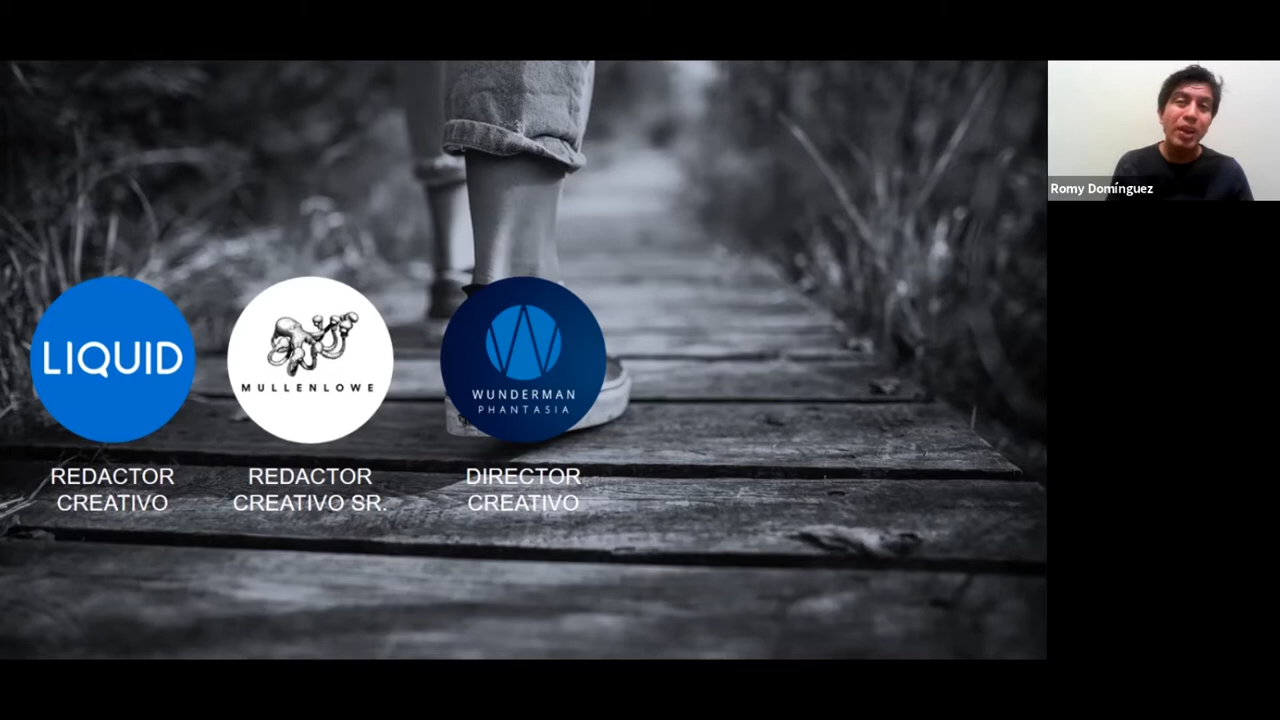 Romy Domínguez
LIQUID
MULLENLOWE
WUNDERMAN
PHANTASIA
REDACTOR
CREATIVO
REDACTOR
CREATIVO SR.
DIRECTOR
CREATIVO